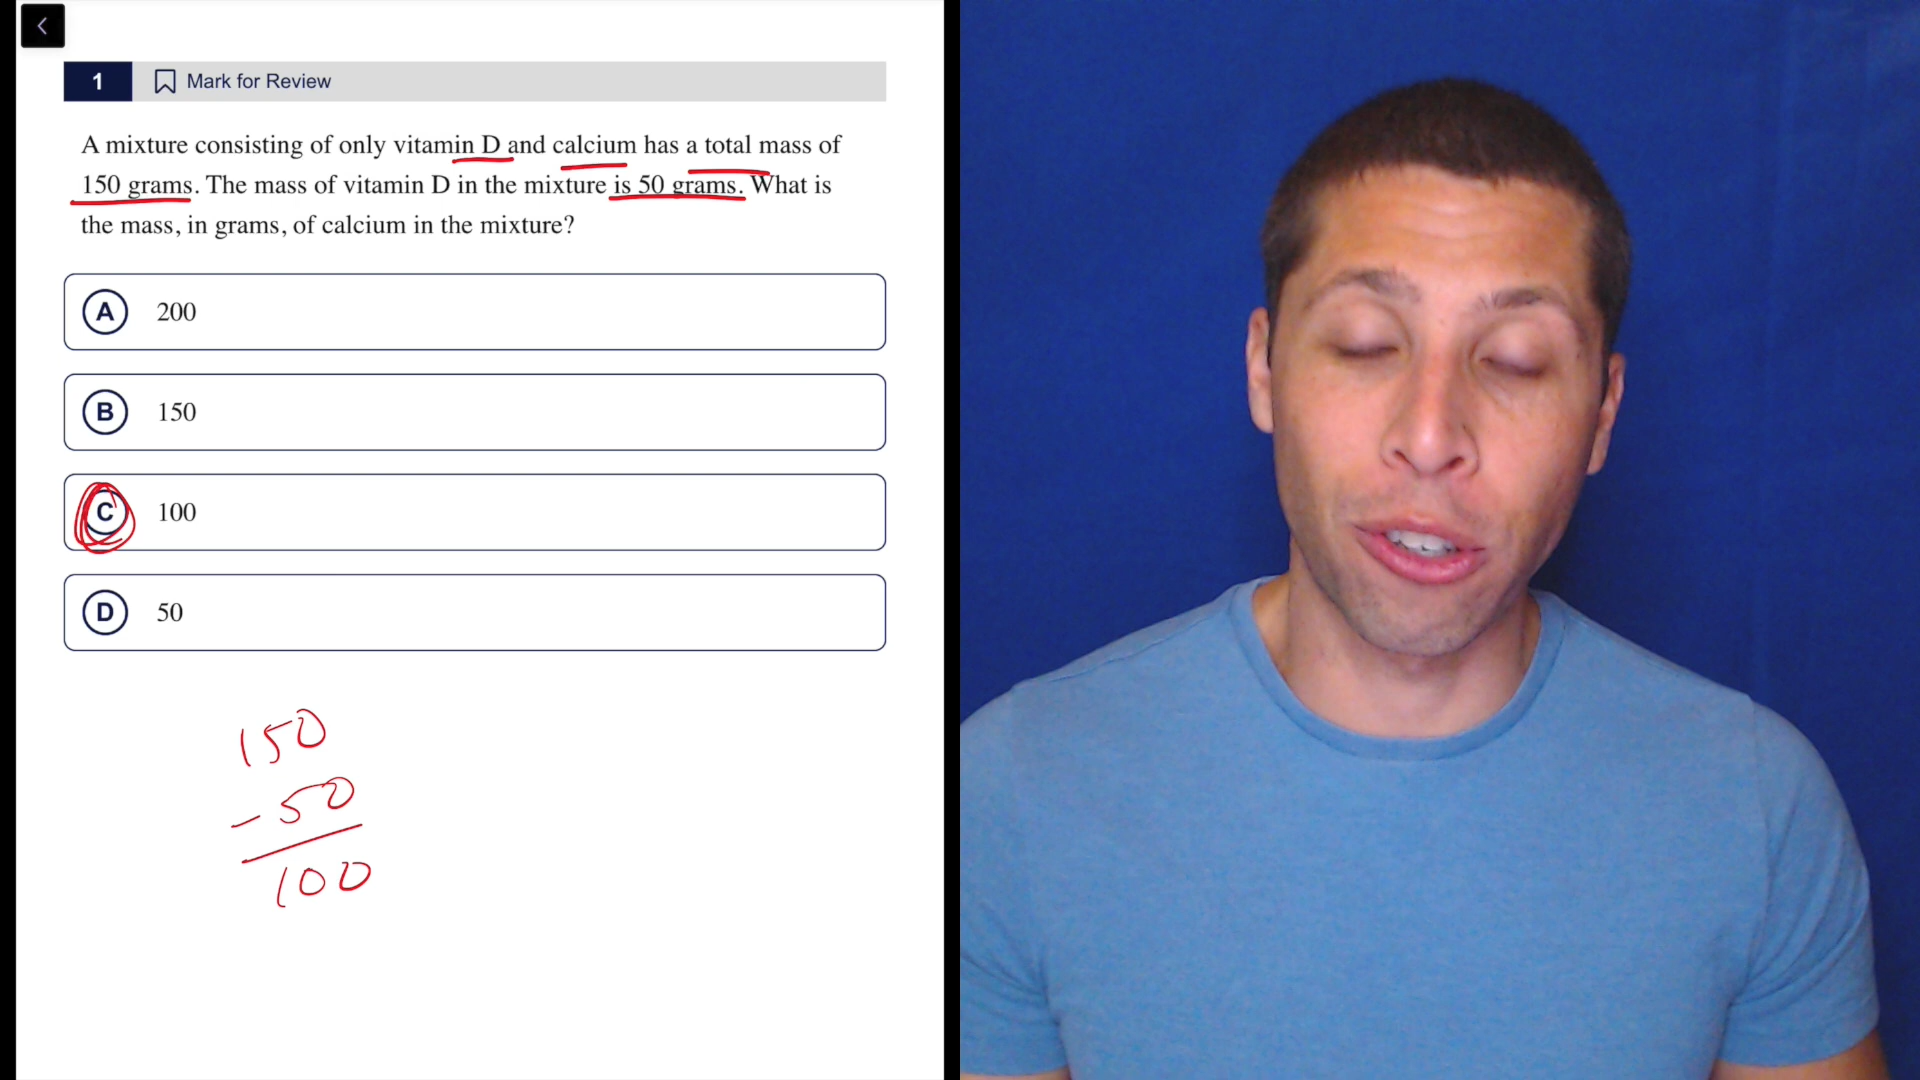 1 Mark for Review
A mixture consisting of only vitamin D and calcium has a total mass of
150 grams. The mass of vitamin D in the mixture is 50 grams. What is
the mass, in grams, of calcium in the mixture?
A 200
B 150
C 100
D 50
150
- 50
100